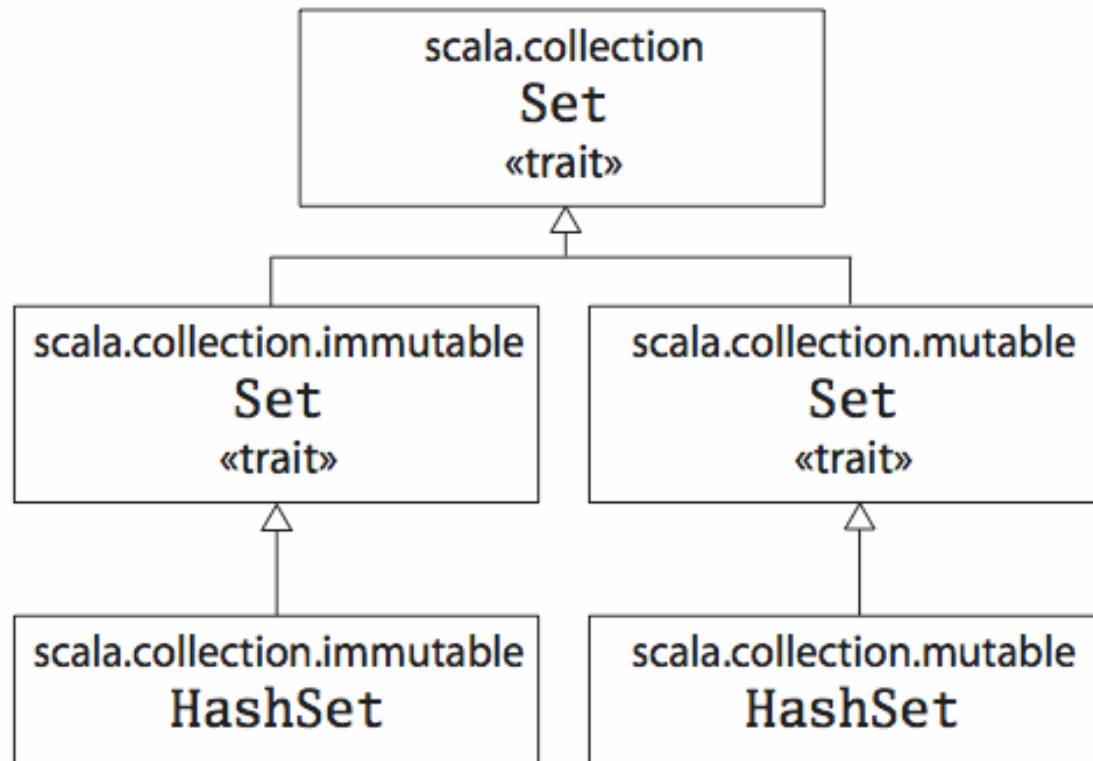 scala.collection
Set
«trait»
scala.collection.immutable
Set
«trait»
scala.collection.mutable
Set
«trait»
scala.collection.immutable
HashSet
scala.collection.mutable
HashSet